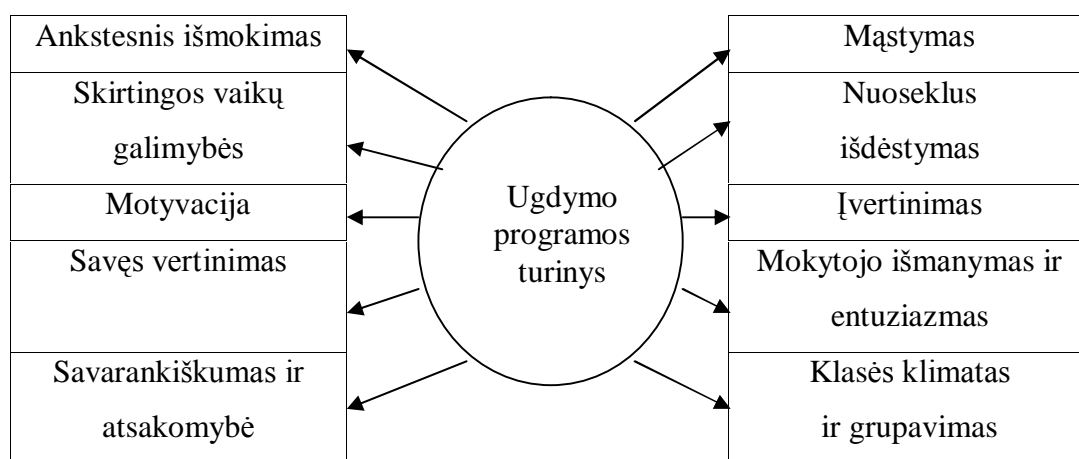 Ankstesnis išmokimas
Skirtingos vaikų
galimybės
Motyvacija
Savęs vertinimas
Savarankiškumas ir
atsakomybė
Ugdymo
programos
turinys
Mąstymas
Nuoseklus
išdėstymas
Įvertinimas
Mokytojo išmanymas ir
entuziazmas
Klasės klimatas
ir grupavimas